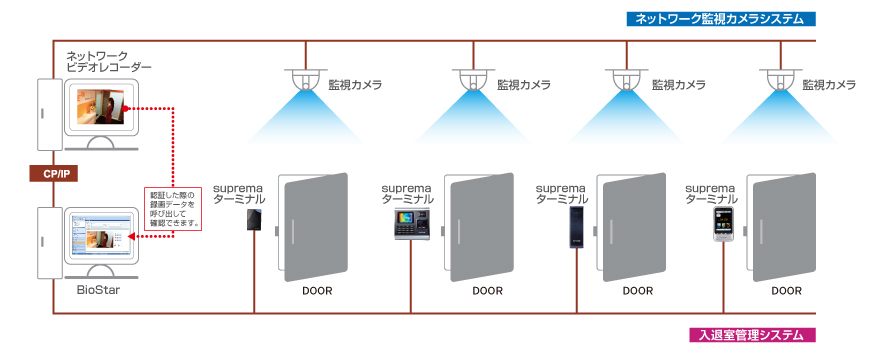 ネットワーク監視カメラシステム
ネットワーク
ビデオレコーダー
監視カメラ
監視カメラ
監視カメラ
監視カメラ
CP/IP
認証した際の
録画データを
呼び出して
確認できます。
suprema
ターミナル
suprema
ターミナル
suprema
ターミナル
suprema
ターミナル
BioStar
DOOR
DOOR
DOOR
DOOR
入退室管理システム